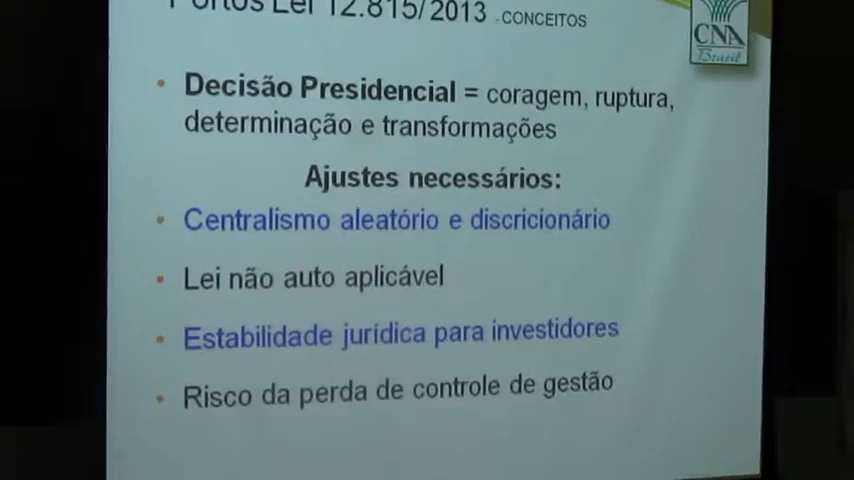 Portos Lei 12.815/2013 - CONCEITOS
CNA
Brasil
• Decisão Presidencial = coragem, ruptura,
determinação e transformações
Ajustes necessários:
• Centralismo aleatório e discricionário
• Lei não auto aplicável
• Estabilidade jurídica para investidores
• Risco da perda de controle de gestão